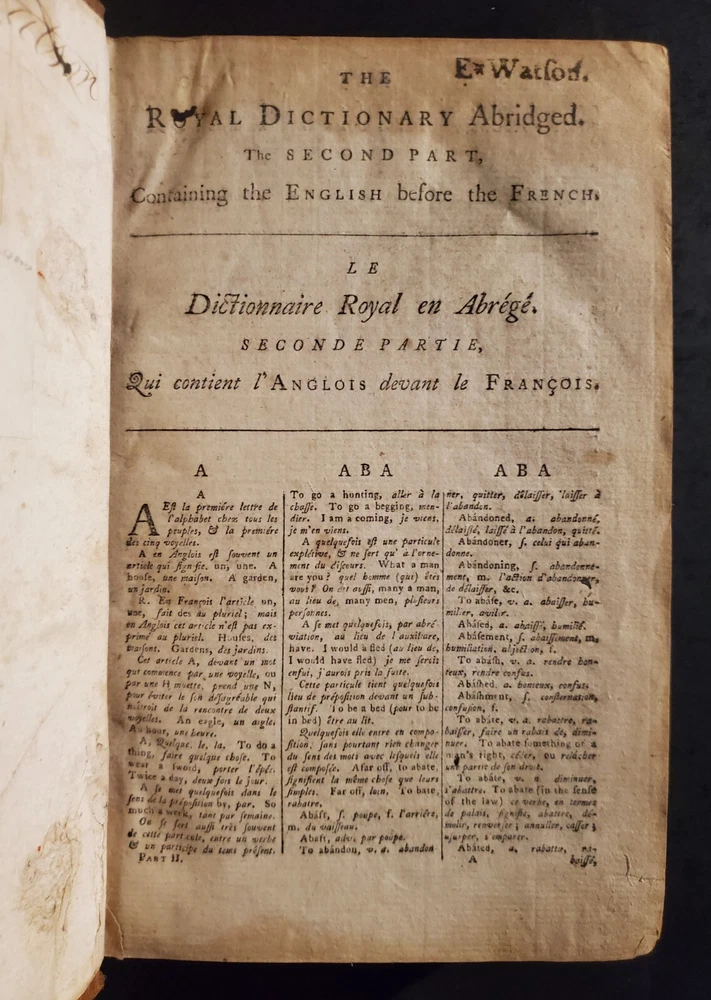 Ex Watſon.
THE
ROYAL DICTIONARY Abridged.
The SECOND PART,
Containing the ENGLISH before the FRENCH.
LE
Dictionnaire Royal en Abrégé.
SECONDE PARTIE,
Qui contient l'ANGLOIS devant le FRANÇOIS.
A
A
A Eſt la premiére lettre de
l'alphabet chez tous les
peuples, & la premiére
des cinq voyelles.
A en Anglois eſt ſouvent un
article qui ſignifie, un, une. A
houſe, une maiſon. A garden,
un jardin.
R. En François l'article un,
une, fait des au pluriel; mais
en Anglois cet article n'eſt pas ex-
primé au pluriel. Houſes, des
maiſons. Gardens, des jardins.
Cet article A, devant un mot
qui commence par une voyelle, ou
par une H muette, prend une N,
pour éviter le ſon déſagréable qui
naîtroit de la rencontre de deux
voyelles. An eagle, un aigle.
An hour, une heure.
A, Quelque, le, la. To do a
thing, faire quelque choſe. To
wear a ſword, porter l'épée.
Twice a day, deux fois le jour.
A ſe met quelquefois dans le
ſens de la prépoſition by, par. So
much a week, tant par ſemaine.
On ſe ſert auſſi très ſouvent
de cette particule, entre un verbe
& un participe du tems préſent.
PART II.
ABA
To go a hunting, aller à la
chaſſe. To go a begging, men-
dier. I am a coming, je viens,
je m'en viens.
A quelquefois eſt une particule
explétive, & ne ſert qu' à l'orne-
ment du diſcours. What a man
are you? quel homme (qui) êtes
vous? On dit auſſi, many a man,
au lieu de, many men, pluſieurs
perſonnes.
A ſe met quelquefois, par abré-
viation, au lieu de l'auxiliaire,
have. I would a fled (au lieu de,
I would have fled) je me ſerois
enfui, j'aurois pris la fuite.
Cette particule tient quelquefois
lieu de prépoſition devant un ſub-
ſtantif. To be a bed (pour to be
in bed) être au lit.
Quelquefois elle entre en compo-
ſition, ſans pourtant rien changer
du ſens des mots avec leſquels elle
eſt compoſée. Afar off, to abate,
ſignifient la même choſe que leurs
ſimples. Far off, loin, To bate,
rabatre.
Abáft, ſ. poupe, f. l'arriére,
m. du vaiſſeau.
Abaft, adv. par poupe.
To abándon, v. a. abandon-
ABA
ner, quitter, délaiſſer, laiſſer à
l'abandon.
Abándoned, a. abandonné,
délaiſſé, laiſſé à l'abandon, quitté.
Abándoner, ſ. celui qui aban-
donne.
Abándoning, ſ. abandonne-
ment, m. l'action d'abandonner,
de délaiſſer, &c.
To abáſe, v. a. abaiſſer, hu-
milier, avilir.
Abáſed, a. abaiſſé, humilié.
Abáſement, ſ. abaiſſement, m.
humiliation, abjection, f.
To abáſh, v. a. rendre hon-
teux, rendre confus.
Abáſhed, a. honteux, confus.
Abáſhment, ſ. conſternation,
confuſion, f.
To abáte, v. a. rabattre, ra-
baiſſer, faire un rabais de, dimi-
nuer. To abate ſomething of a
man's right, céder, ou relâcher
une partie de ſon droit.
To abáte, v. n. diminuer,
s'abattre. To abate (in the ſenſe
of the law) ce verbe, en termes
de palais, ſignifie, abattre, dé-
molir, renverſer; annuller, caſſer;
uſurper, s'emparer.
Abáted, a. rabattu, ra-
A baiſſé,